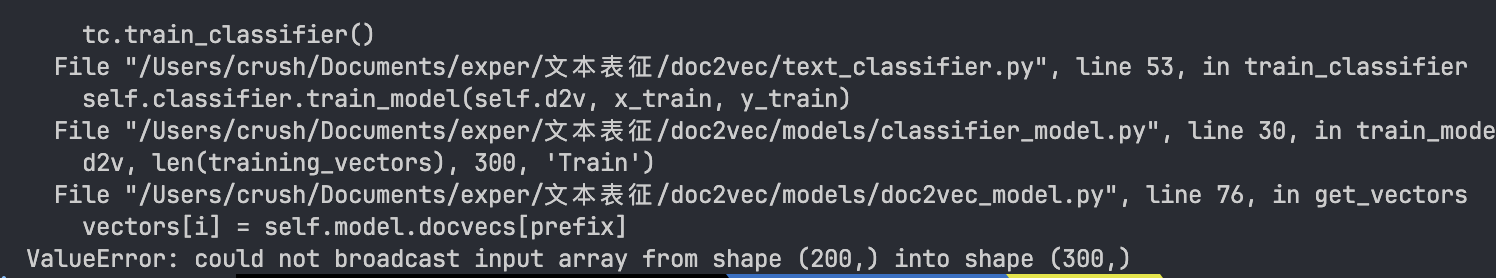 tc.train_classifier()
File "/Users/crush/Documents/exper/文本表征/doc2vec/text_classifier.py", line 53, in train_classifier
self.classifier.train_model(self.d2v, x_train, y_train)
File "/Users/crush/Documents/exper/文本表征/doc2vec/models/classifier_model.py", line 30, in train_mode
d2v, len(training_vectors), 300, 'Train')
File "/Users/crush/Documents/exper/文本表征/doc2vec/models/doc2vec_model.py", line 76, in get_vectors
vectors[i] = self.model.docvecs[prefix]
ValueError: could not broadcast input array from shape (200,) into shape (300,)